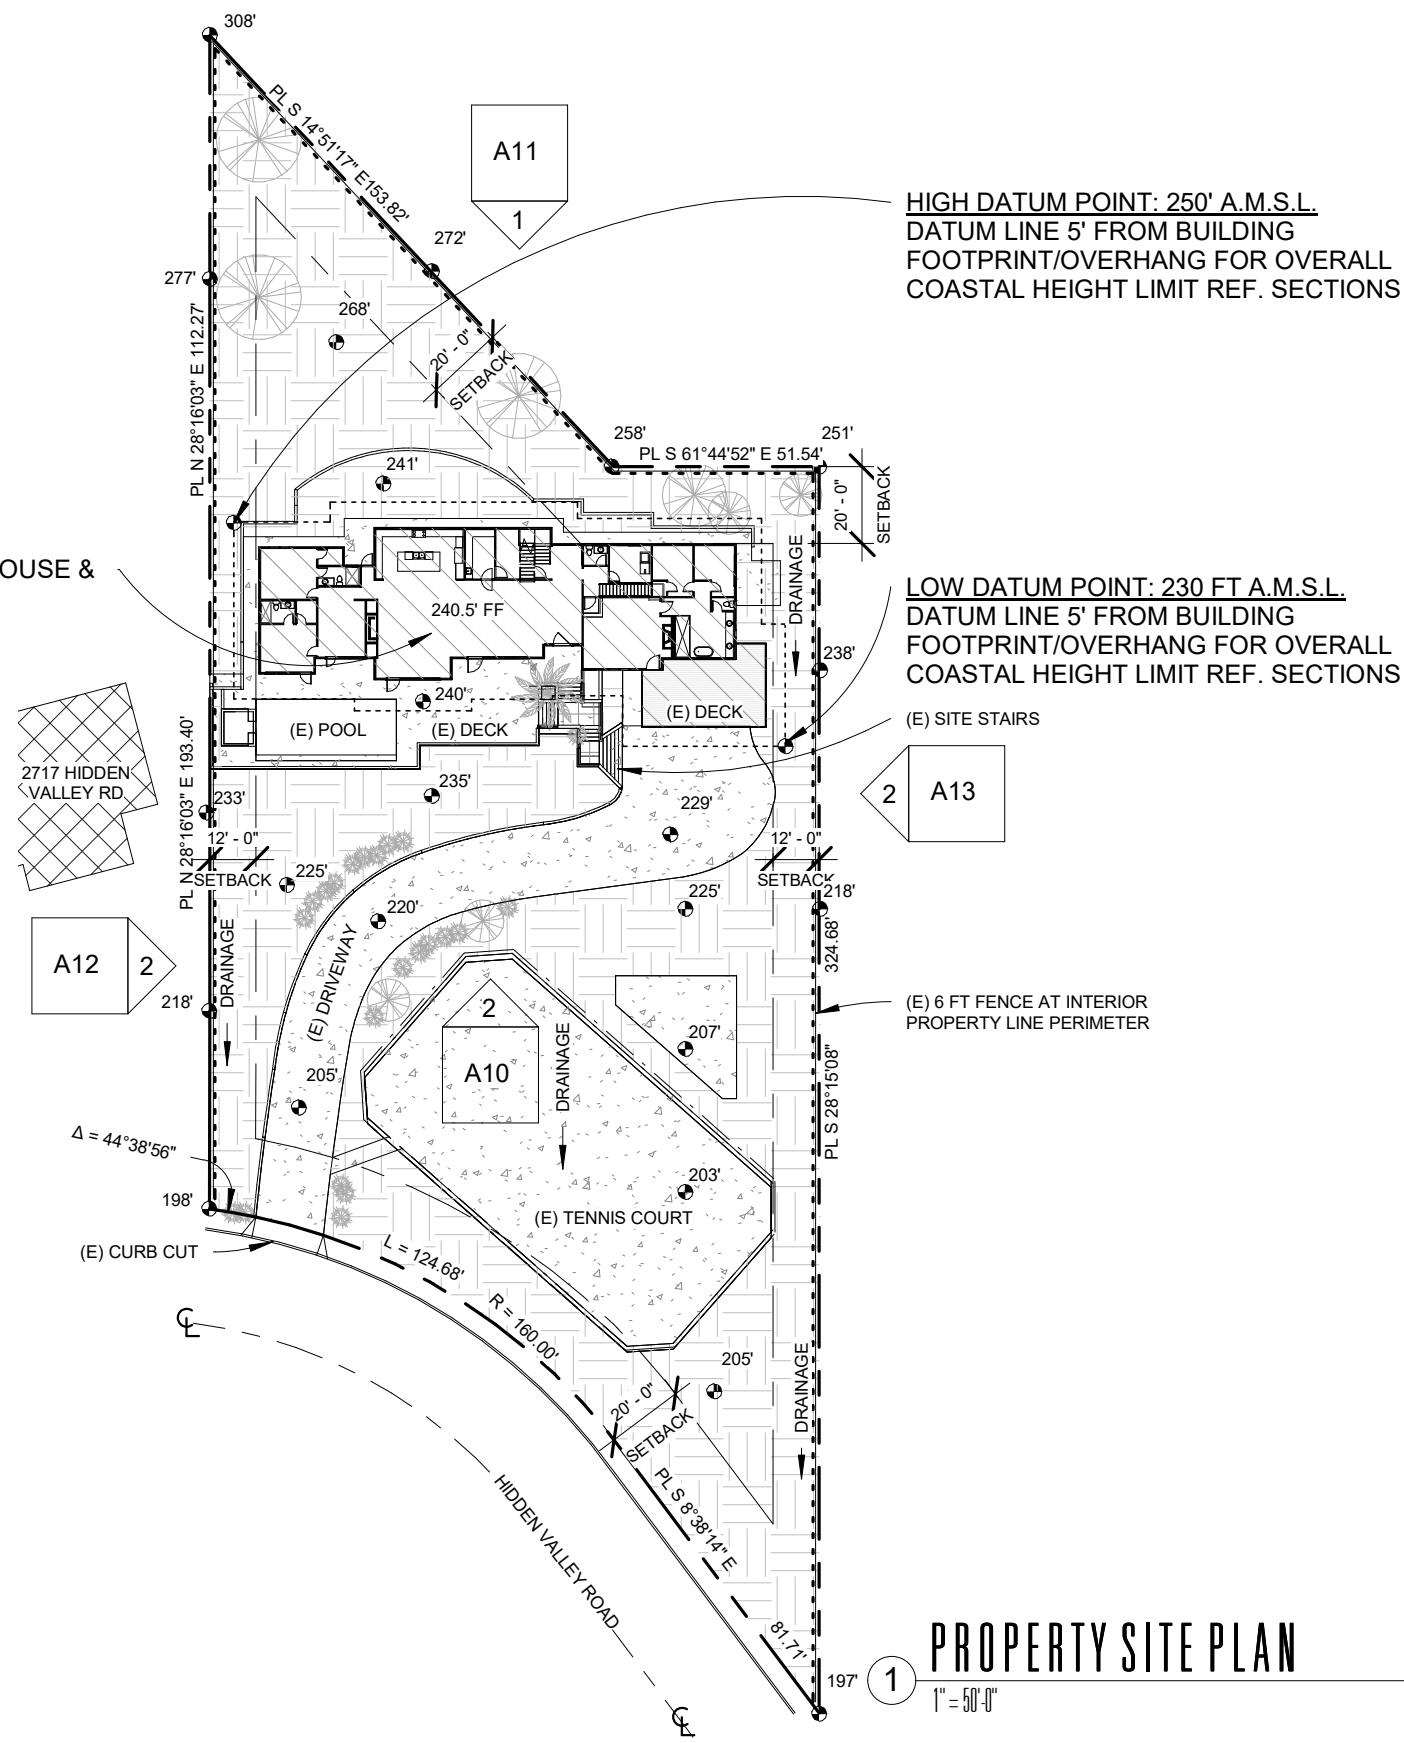 308'
PL S 14°51'17" E153.82'
A11
1
HIGH DATUM POINT: 250' A.M.S.L.
DATUM LINE 5' FROM BUILDING
FOOTPRINT/OVERHANG FOR OVERALL
COASTAL HEIGHT LIMIT REF. SECTIONS
272'
277'
268'
PL N 28°16'03" E 112.27'
20' - 0"
SETBACK
258'
251'
PL S 61°44'52" E 51.54'
241'
20' - 0"
SETBACK
DRAINAGE
OUSE &
240.5' FF
LOW DATUM POINT: 230 FT A.M.S.L.
DATUM LINE 5' FROM BUILDING
FOOTPRINT/OVERHANG FOR OVERALL
COASTAL HEIGHT LIMIT REF. SECTIONS
238'
240'
(E) POOL
(E) DECK
(E) DECK
(E) SITE STAIRS
2717 HIDDEN
VALLEY RD
PL N 28°16'03" E 193.40'
233'
235'
229'
2
A13
12' - 0"
SETBACK
12' - 0"
SETBACK
225'
220'
225'
218'
324.68'
A12
2
DRAINAGE
(E) DRIVEWAY
218'
2
A10
DRAINAGE
207'
(E) 6 FT FENCE AT INTERIOR
PROPERTY LINE PERIMETER
PL S 28°15'08"
205'
Δ = 44°38'56"
198'
203'
(E) TENNIS COURT
(E) CURB CUT
L = 124.68'
R = 160.00'
CL
205'
20' - 0"
SETBACK
DRAINAGE
PL S 8°38'14" E
81.71'
HIDDEN VALLEY ROAD
CL
197'
1
PROPERTY SITE PLAN
1" = 50'-0"